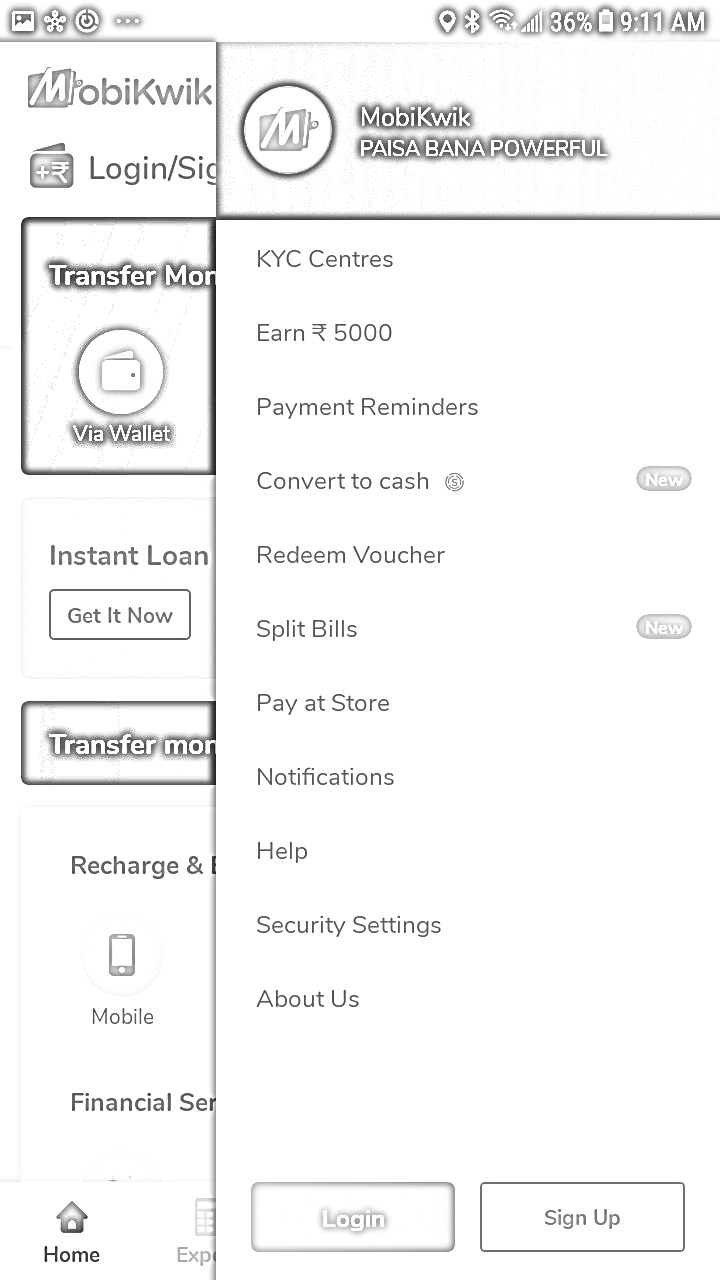 36% 9:11 AM
MobiKwik
Login/Sig
Transfer Mon
Via Wallet
Instant Loan
Get It Now
Transfer mon
Recharge &
Mobile
Financial Ser
Home
Expe
MobiKwik
PAISA BANA POWERFUL
KYC Centres
Earn ₹ 5000
Payment Reminders
Convert to cash New
Redeem Voucher
Split Bills New
Pay at Store
Notifications
Help
Security Settings
About Us
Login
Sign Up